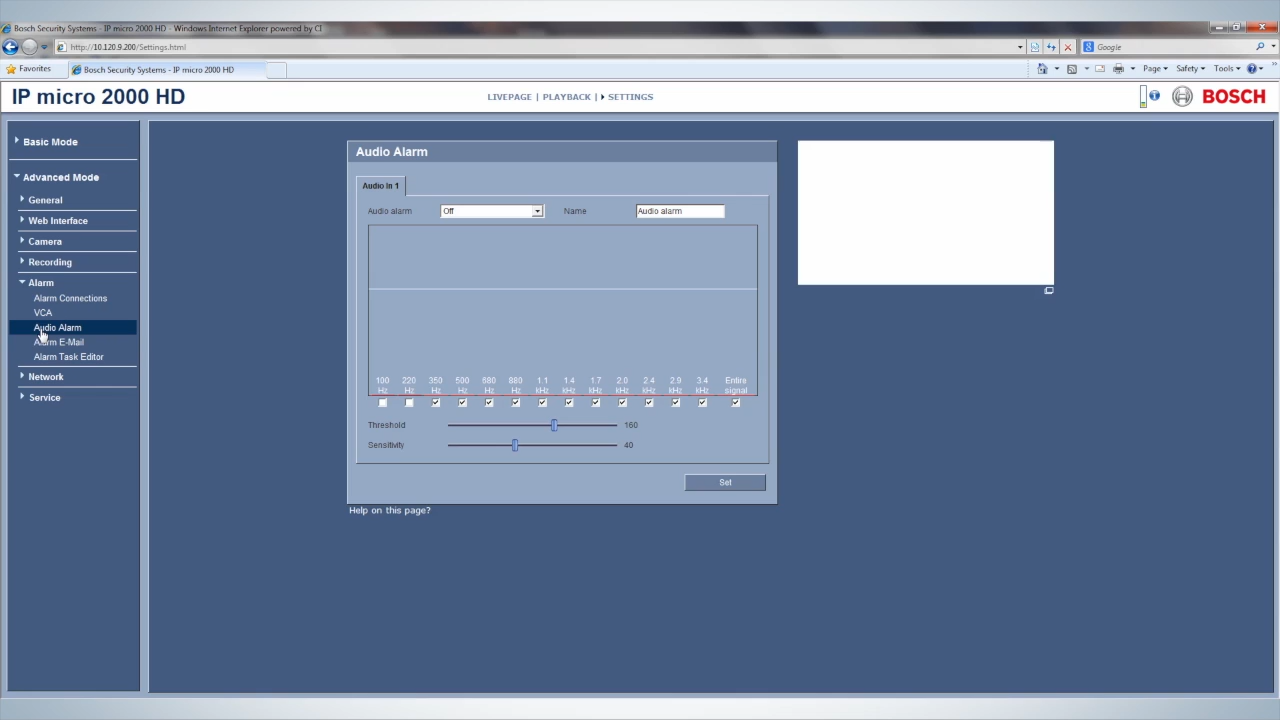 Bosch Security Systems - IP micro 2000 HD - Windows Internet Explorer powered by CI
http://10.120.9.200/Settings.html
Google
Favorites
Bosch Security Systems - IP micro 2000 HD
Page
Safety
Tools
IP micro 2000 HD
LIVEPAGE | PLAYBACK | SETTINGS
BOSCH
Basic Mode
Advanced Mode
General
Web Interface
Camera
Recording
Alarm
Alarm Connections
VCA
Audio Alarm
Alarm E-Mail
Alarm Task Editor
Network
Service
Audio Alarm
Audio In 1
Audio alarm
Off
Name
Audio alarm
100 220 350 500 680 880 1.1 1.4 1.7 2.0 2.4 2.9 3.4 Entire
Hz Hz Hz Hz Hz Hz kHz kHz kHz kHz kHz kHz kHz signal
Threshold
160
Sensitivity
40
Set
Help on this page?